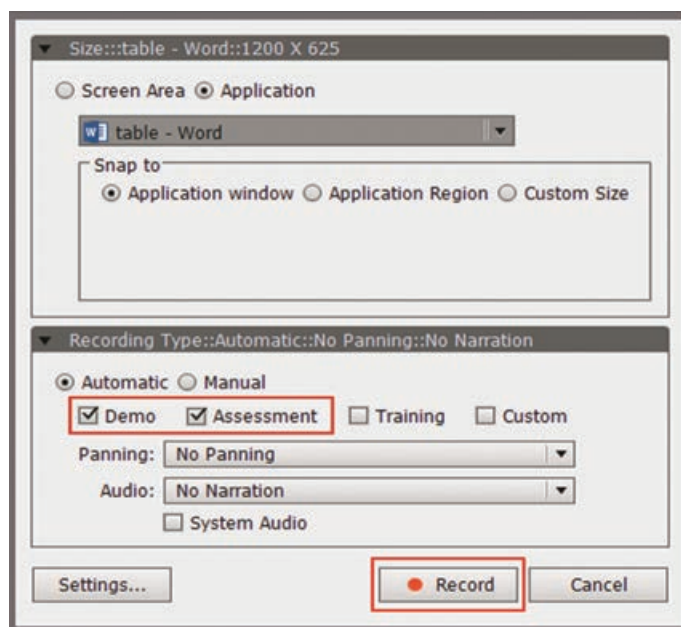 Size:::table - Word::1200 X 625
Screen Area Application
table - Word
Snap to
Application window Application Region Custom Size
Recording Type::Automatic::No Panning::No Narration
Automatic Manual
Demo Assessment Training Custom
Panning: No Panning
Audio: No Narration
System Audio
Settings... Record Cancel